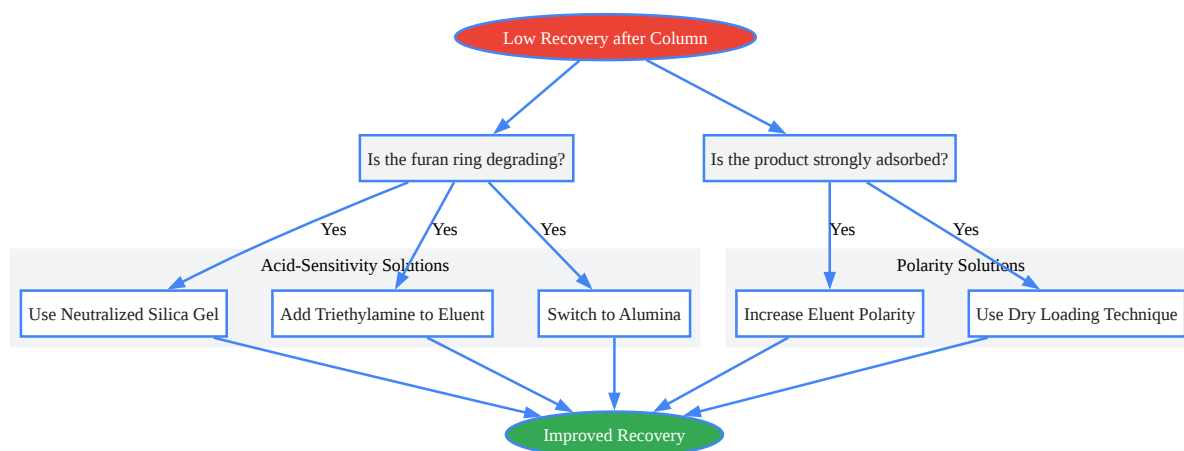 Low Recovery after Column
Is the furan ring degrading?
Is the product strongly adsorbed?
Yes
Yes
Yes
Yes
Yes
Acid-Sensitivity Solutions
Polarity Solutions
Use Neutralized Silica Gel
Add Triethylamine to Eluent
Switch to Alumina
Increase Eluent Polarity
Use Dry Loading Technique
Improved Recovery